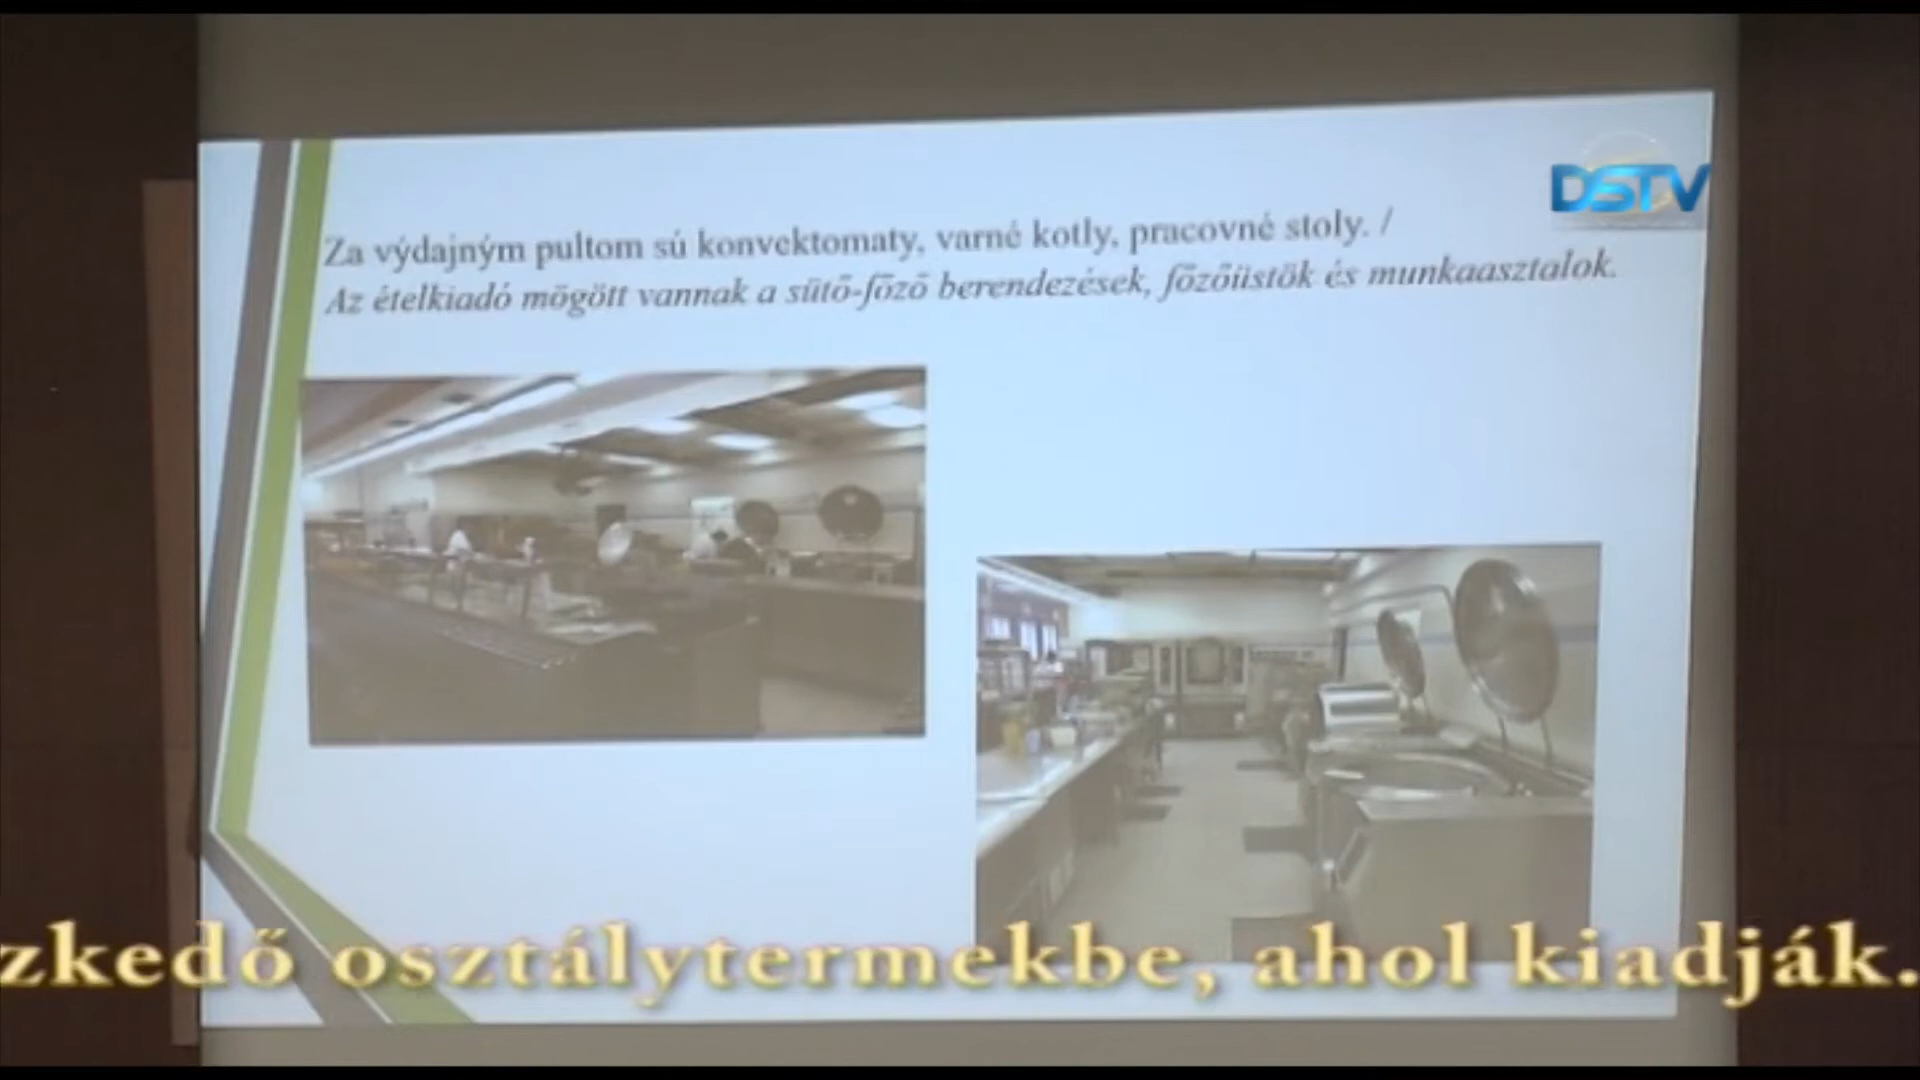 DSTV
Za výdajným pultom sú konvektomaty, varné kotly, pracovné stoly. /
Az ételkiadó mögött vannak a sütő-főző berendezések, főzőüstök és munkaasztalok.
zkedő osztálytermekbe, ahol kiadják.